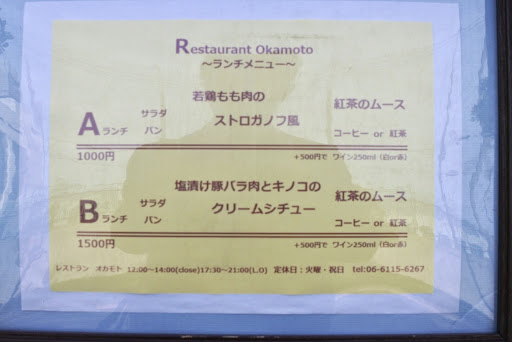 Restaurant Okamoto
～ランチメニュー～
Aランチ サラダ パン 若鶏もも肉の ストロガノフ風 紅茶のムース コーヒー or 紅茶
1000円 +500円で ワイン250ml（白or赤）
Bランチ サラダ パン 塩漬け豚バラ肉とキノコの クリームシチュー 紅茶のムース コーヒー or 紅茶
1500円 +500円で ワイン250ml（白or赤）
レストラン オカモト 12:00～14:00(close)17:30～21:00(L.O) 定休日：火曜・祝日 tel:06-6115-6267